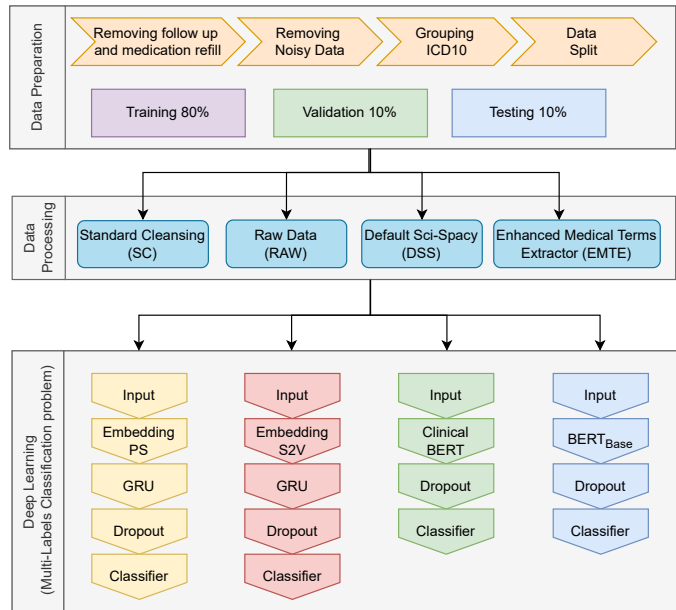 Data Preparation
Removing follow up
and medication refill
Removing
Noisy Data
Grouping
ICD10
Data
Split
Training 80%
Validation 10%
Testing 10%
Data
Processing
Standard Cleansing
(SC)
Raw Data
(RAW)
Default Sci-Spacy
(DSS)
Enhanced Medical Terms
Extractor (EMTE)
Deep Learning
(Multi-Labels Classification problem)
Input
Embedding
PS
GRU
Dropout
Classifier
Input
Embedding
S2V
GRU
Dropout
Classifier
Input
Clinical
BERT
Dropout
Classifier
Input
BERTBase
Dropout
Classifier